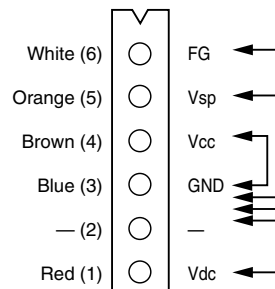 White (6) FG
Orange (5) Vsp
Brown (4) Vcc
Blue (3) GND
— (2) —
Red (1) Vdc